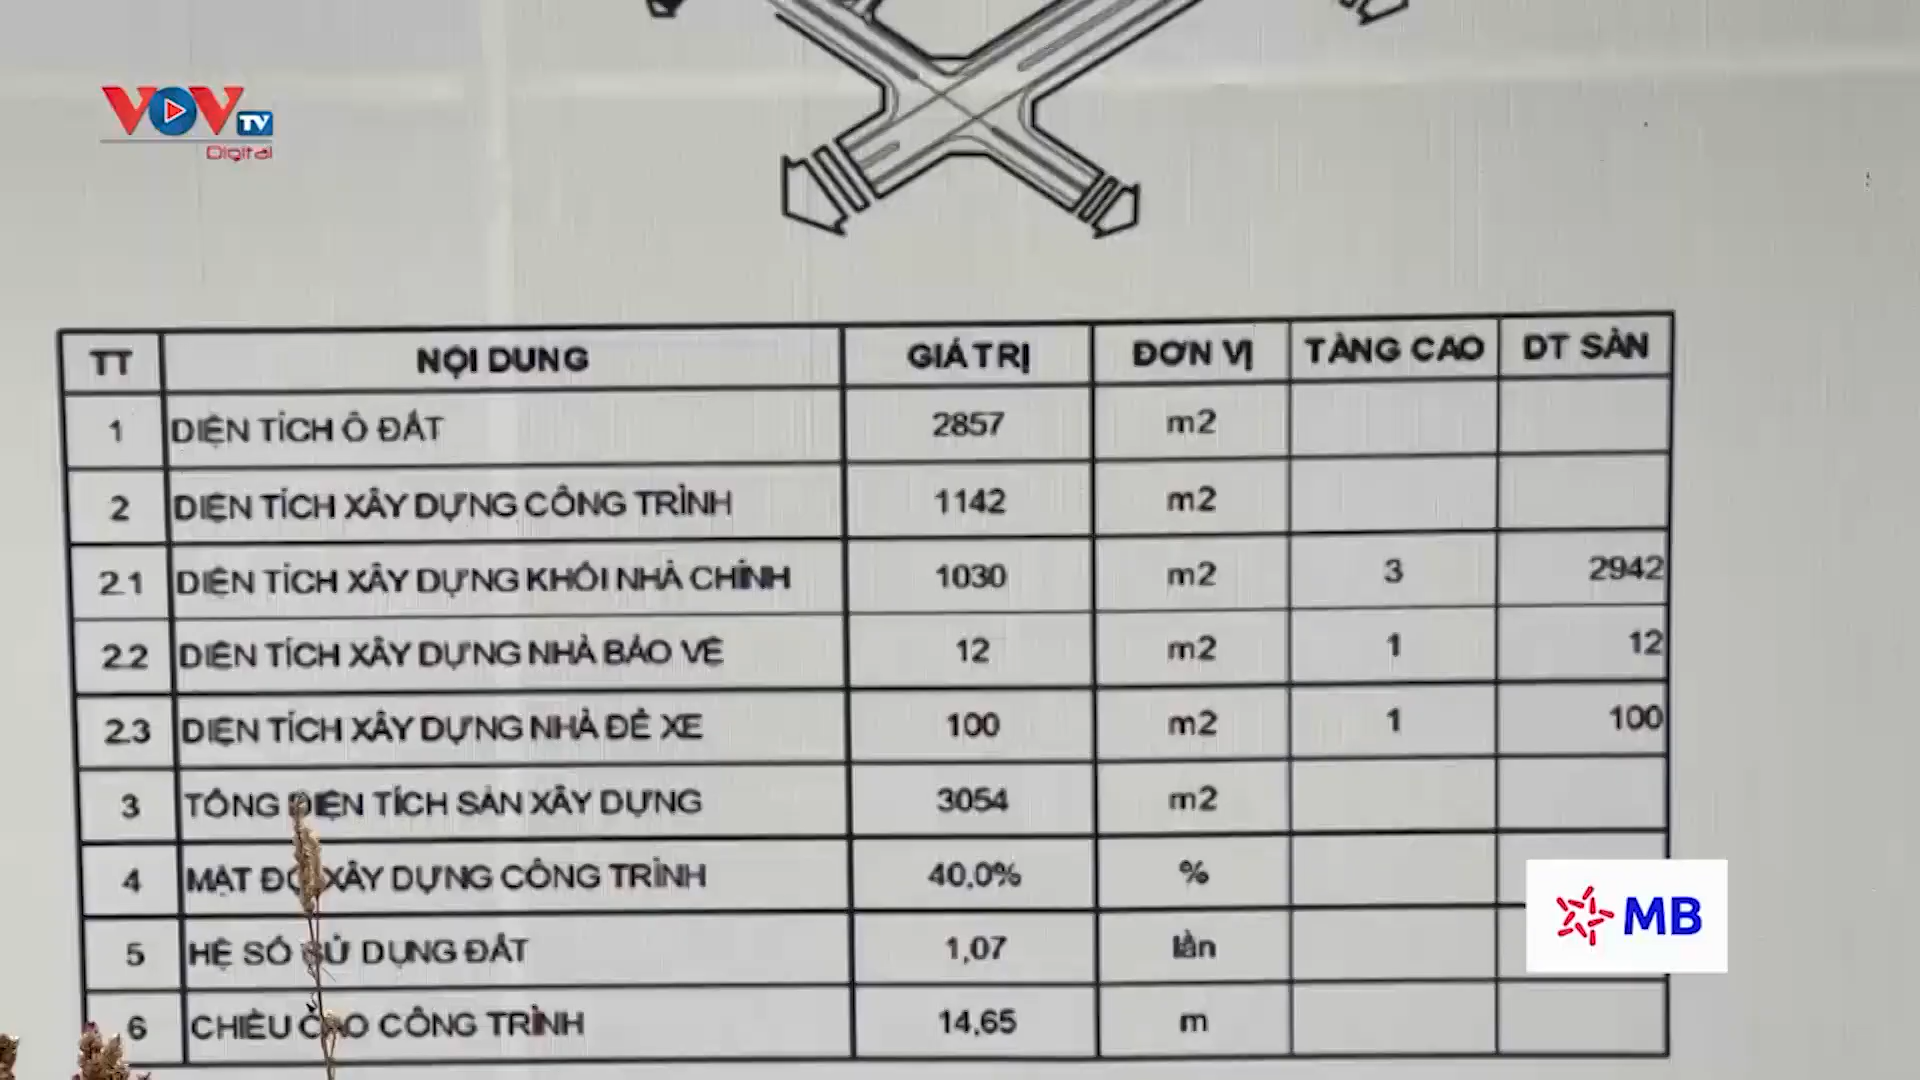 VOV TV
Digital
TT NỘI DUNG GIÁ TRỊ ĐƠN VỊ TẦNG CAO DT SÀN
1 DIỆN TÍCH Ô ĐẤT 2857 m2
2 DIỆN TÍCH XÂY DỰNG CÔNG TRÌNH 1142 m2
2.1 DIỆN TÍCH XÂY DỰNG KHỐI NHÀ CHÍNH 1030 m2 3 2942
2.2 DIỆN TÍCH XÂY DỰNG NHÀ BẢO VỆ 12 m2 1 12
2.3 DIỆN TÍCH XÂY DỰNG NHÀ ĐỂ XE 100 m2 1 100
3 TỔNG DIỆN TÍCH SÀN XÂY DỰNG 3054 m2
4 MẬT ĐỘ XÂY DỰNG CÔNG TRÌNH 40,0% %
5 HỆ SỐ SỬ DỤNG ĐẤT 1,07 lần
6 CHIỀU CAO CÔNG TRÌNH 14,65 m
MB